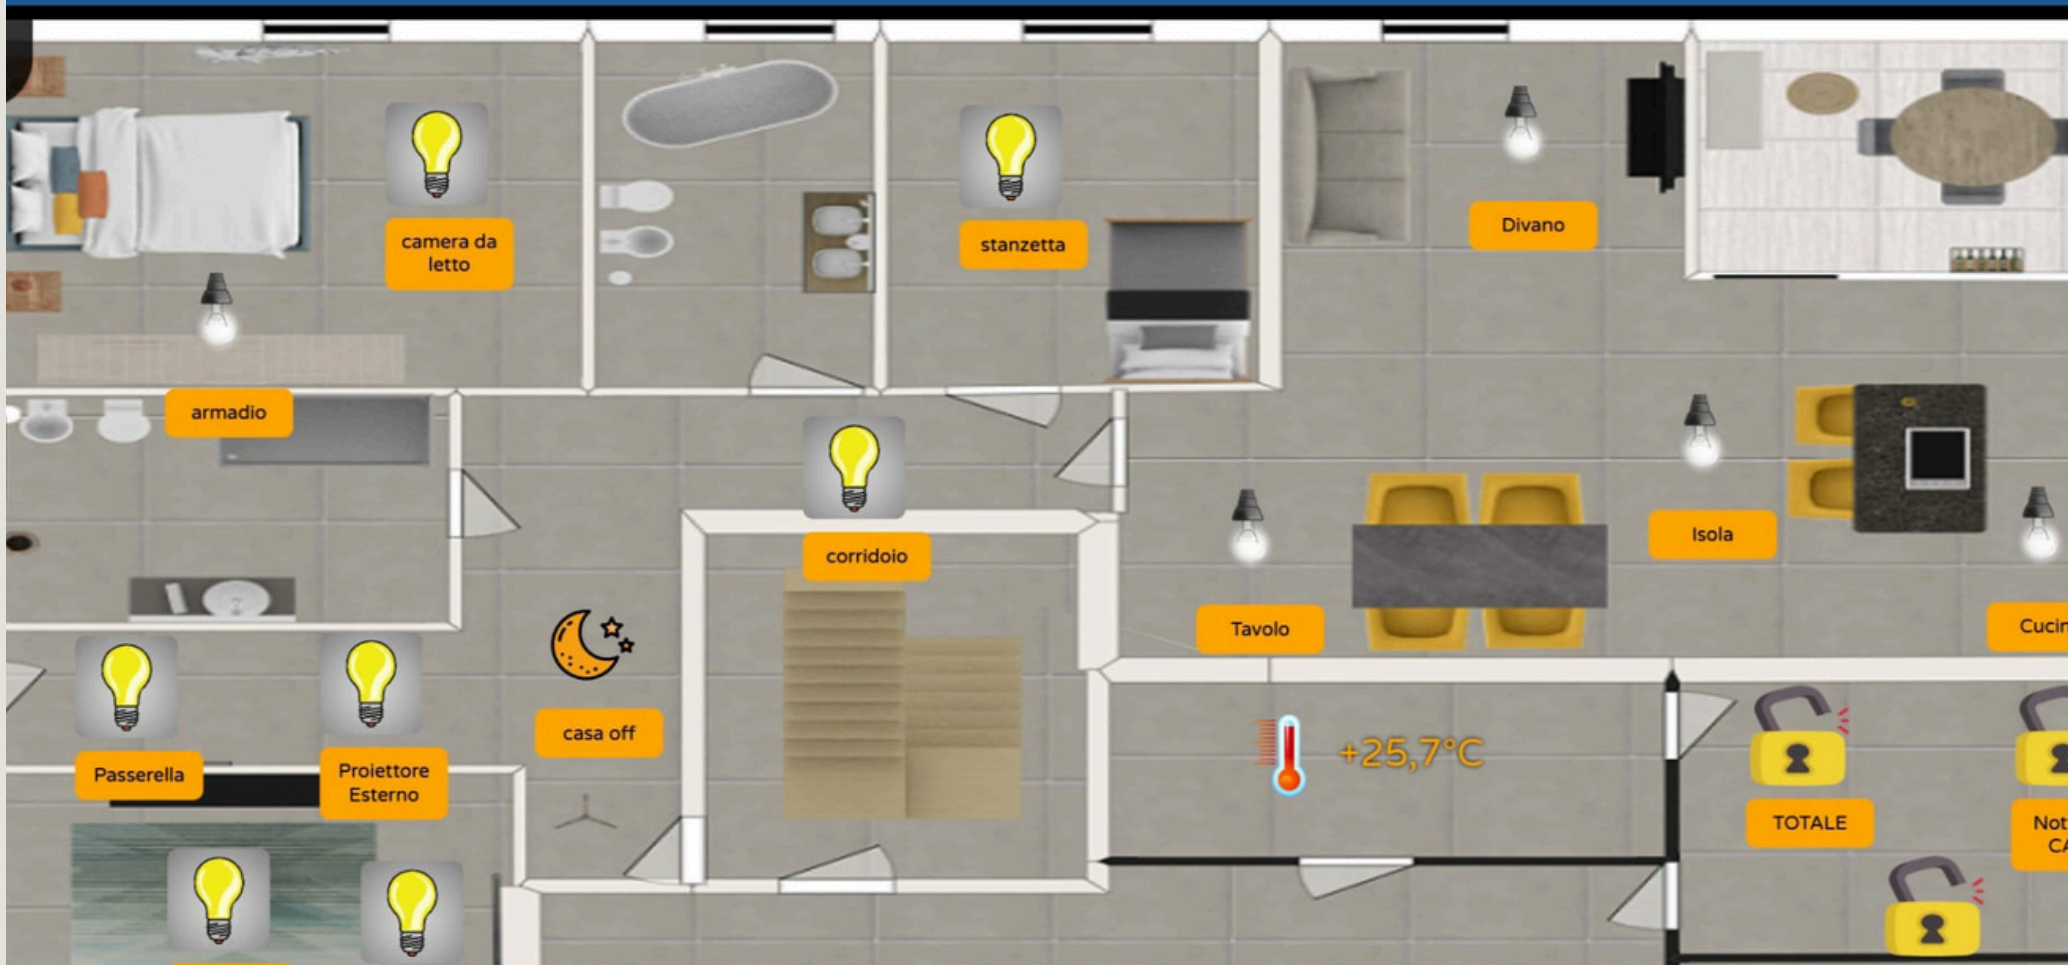 camera da
letto
stanzetta
Divano
armadio
corridoio
Isola
Tavolo
Passerella
Proiettore
Esterno
casa off
+25,7°C
TOTALE